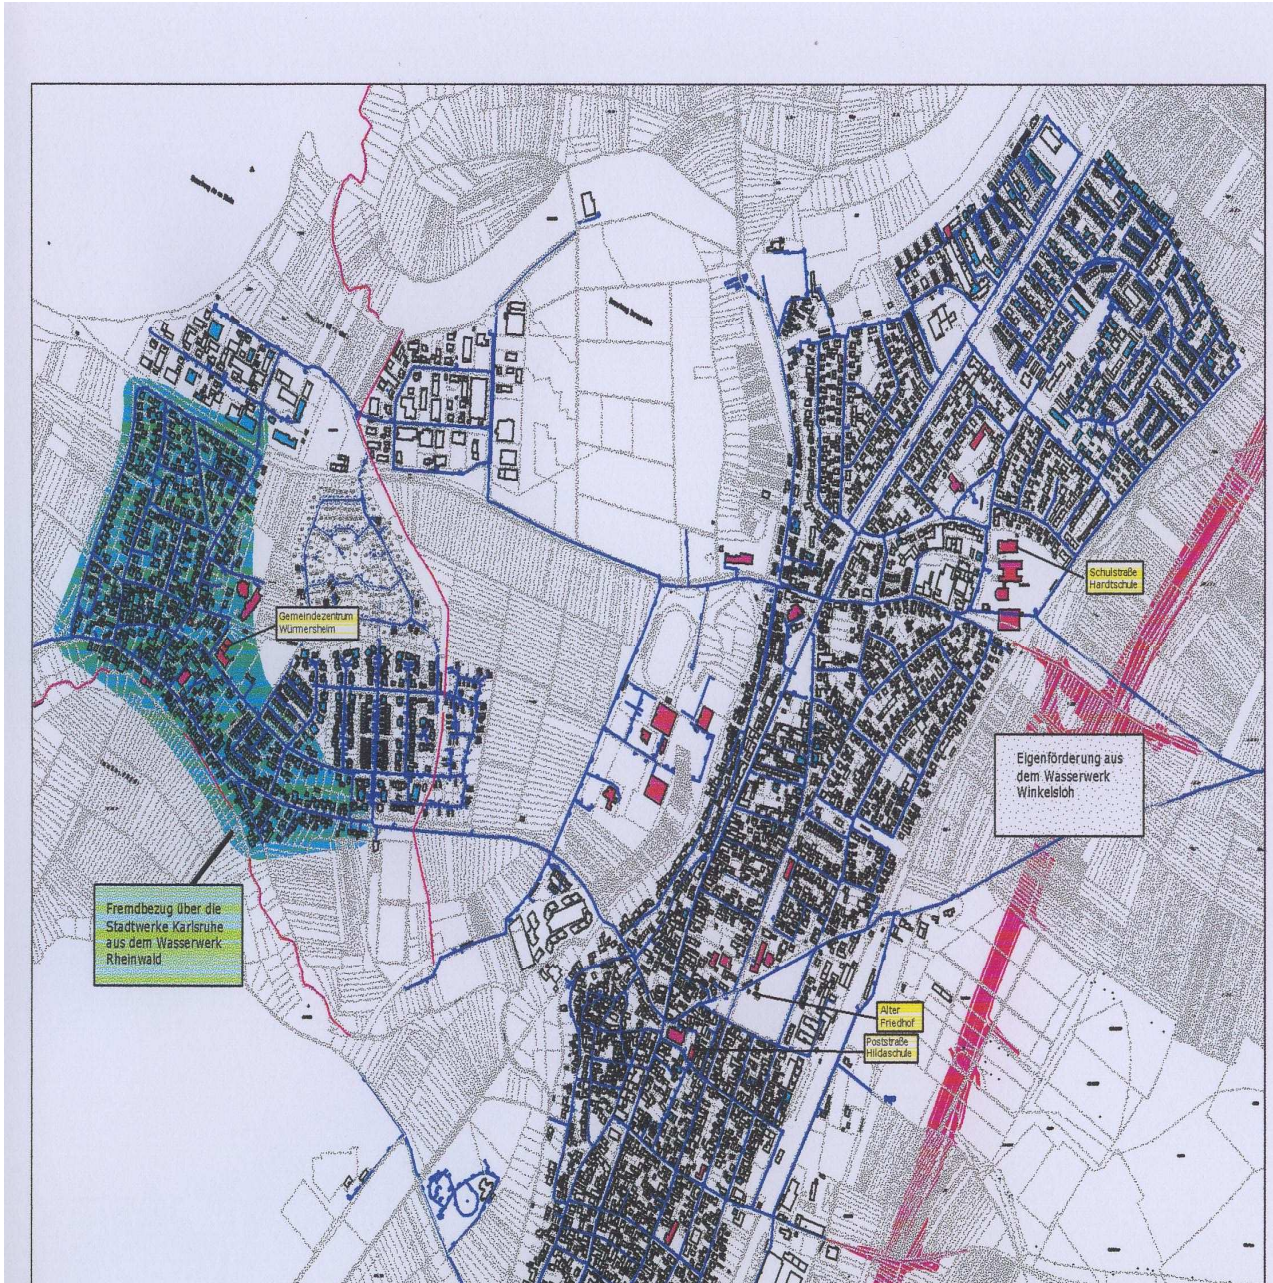 Schulstraße
Hardtschule
Gemeindezentrum
Würmersheim
Eigenförderung aus
dem Wasserwerk
Winkelsloh
Fremdbezug über die
Stadtwerke Karlsruhe
aus dem Wasserwerk
Rheinwald
Alter
Friedhof
Poststraße
Hildaschule